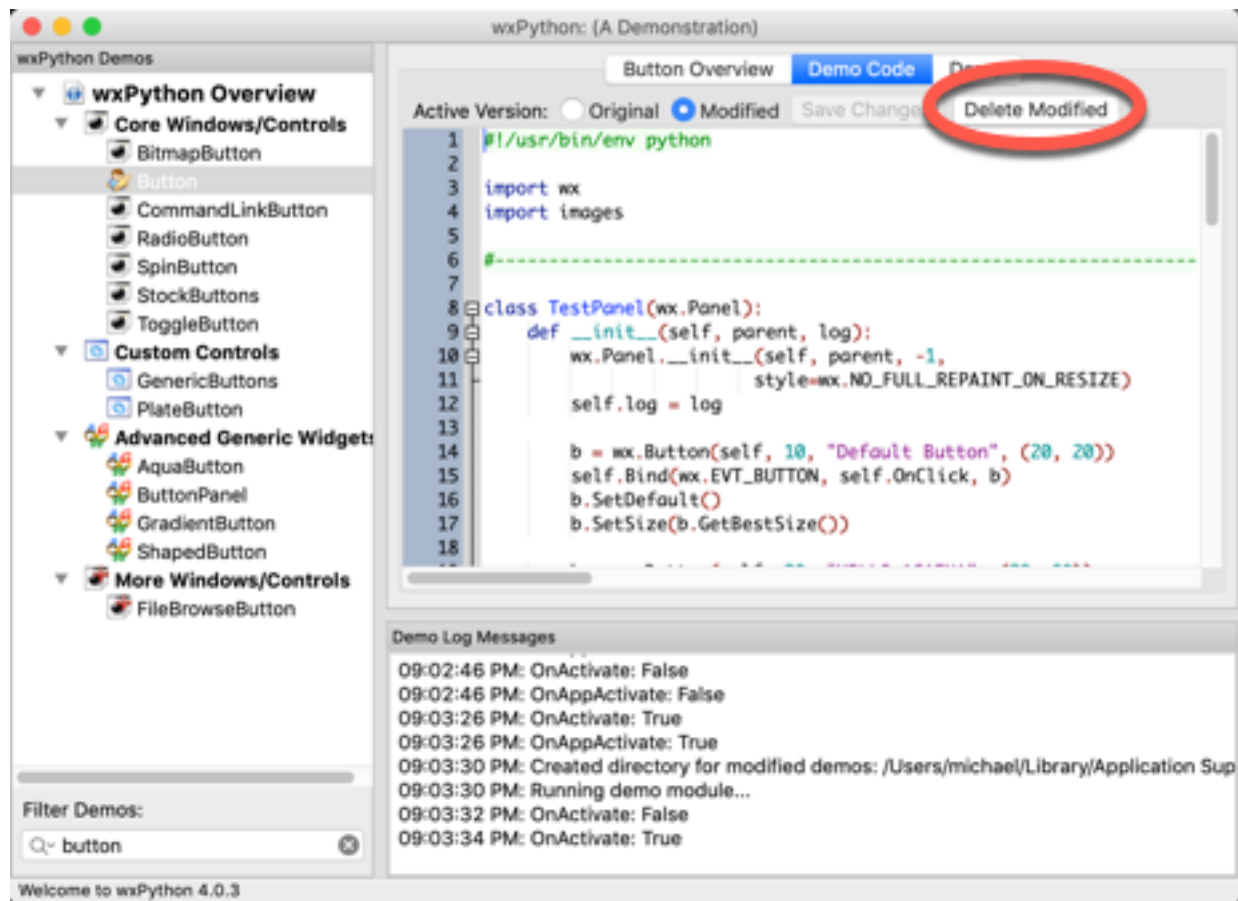 wxPython: (A Demonstration)
wxPython Demos
wxPython Overview
Core Windows/Controls
BitmapButton
Button
CommandLinkButton
RadioButton
SpinButton
StockButtons
ToggleButton
Custom Controls
GenericButtons
PlateButton
Advanced Generic Widgets
AquaButton
ButtonPanel
GradientButton
ShapedButton
More Windows/Controls
FileBrowseButton
Filter Demos:
button
Button Overview Demo Code
Active Version: Original Modified Save Change Delete Modified
1 #!/usr/bin/env python
2
3 import wx
4 import images
5
6 #-----------------------------------------------------------------
7
8 class TestPanel(wx.Panel):
9 def __init__(self, parent, log):
10 wx.Panel.__init__(self, parent, -1,
11 style=wx.NO_FULL_REPAINT_ON_RESIZE)
12 self.log = log
13
14 b = wx.Button(self, 10, "Default Button", (20, 20))
15 self.Bind(wx.EVT_BUTTON, self.OnClick, b)
16 b.SetDefault()
17 b.SetSize(b.GetBestSize())
18
Demo Log Messages
09:02:46 PM: OnActivate: False
09:02:46 PM: OnAppActivate: False
09:03:26 PM: OnActivate: True
09:03:26 PM: OnAppActivate: True
09:03:30 PM: Created directory for modified demos: /Users/michael/Library/Application Sup
09:03:30 PM: Running demo module...
09:03:32 PM: OnActivate: False
09:03:34 PM: OnActivate: True
Welcome to wxPython 4.0.3